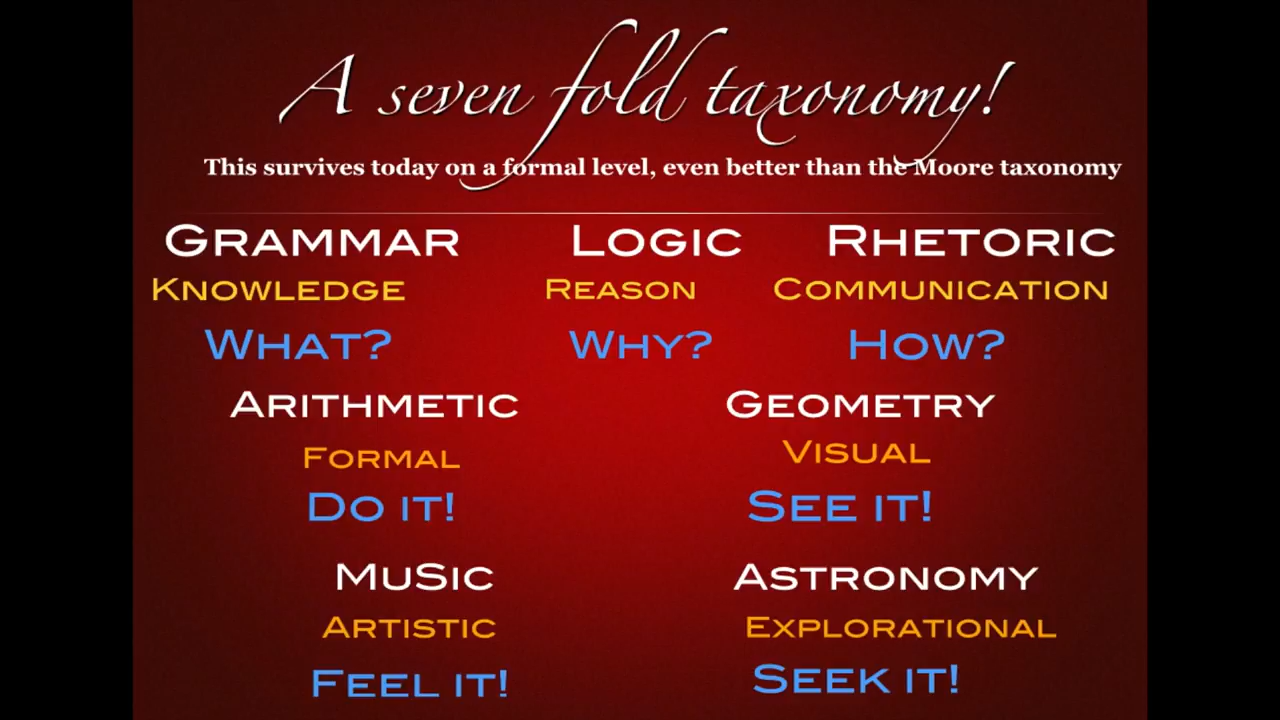 A seven fold taxonomy!
This survives today on a formal level, even better than the Moore taxonomy
Grammar Logic Rhetoric
Knowledge Reason Communication
What? Why? How?
Arithmetic Geometry
Formal Visual
Do it! See it!
MuSic Astronomy
Artistic Explorational
Feel it! Seek it!